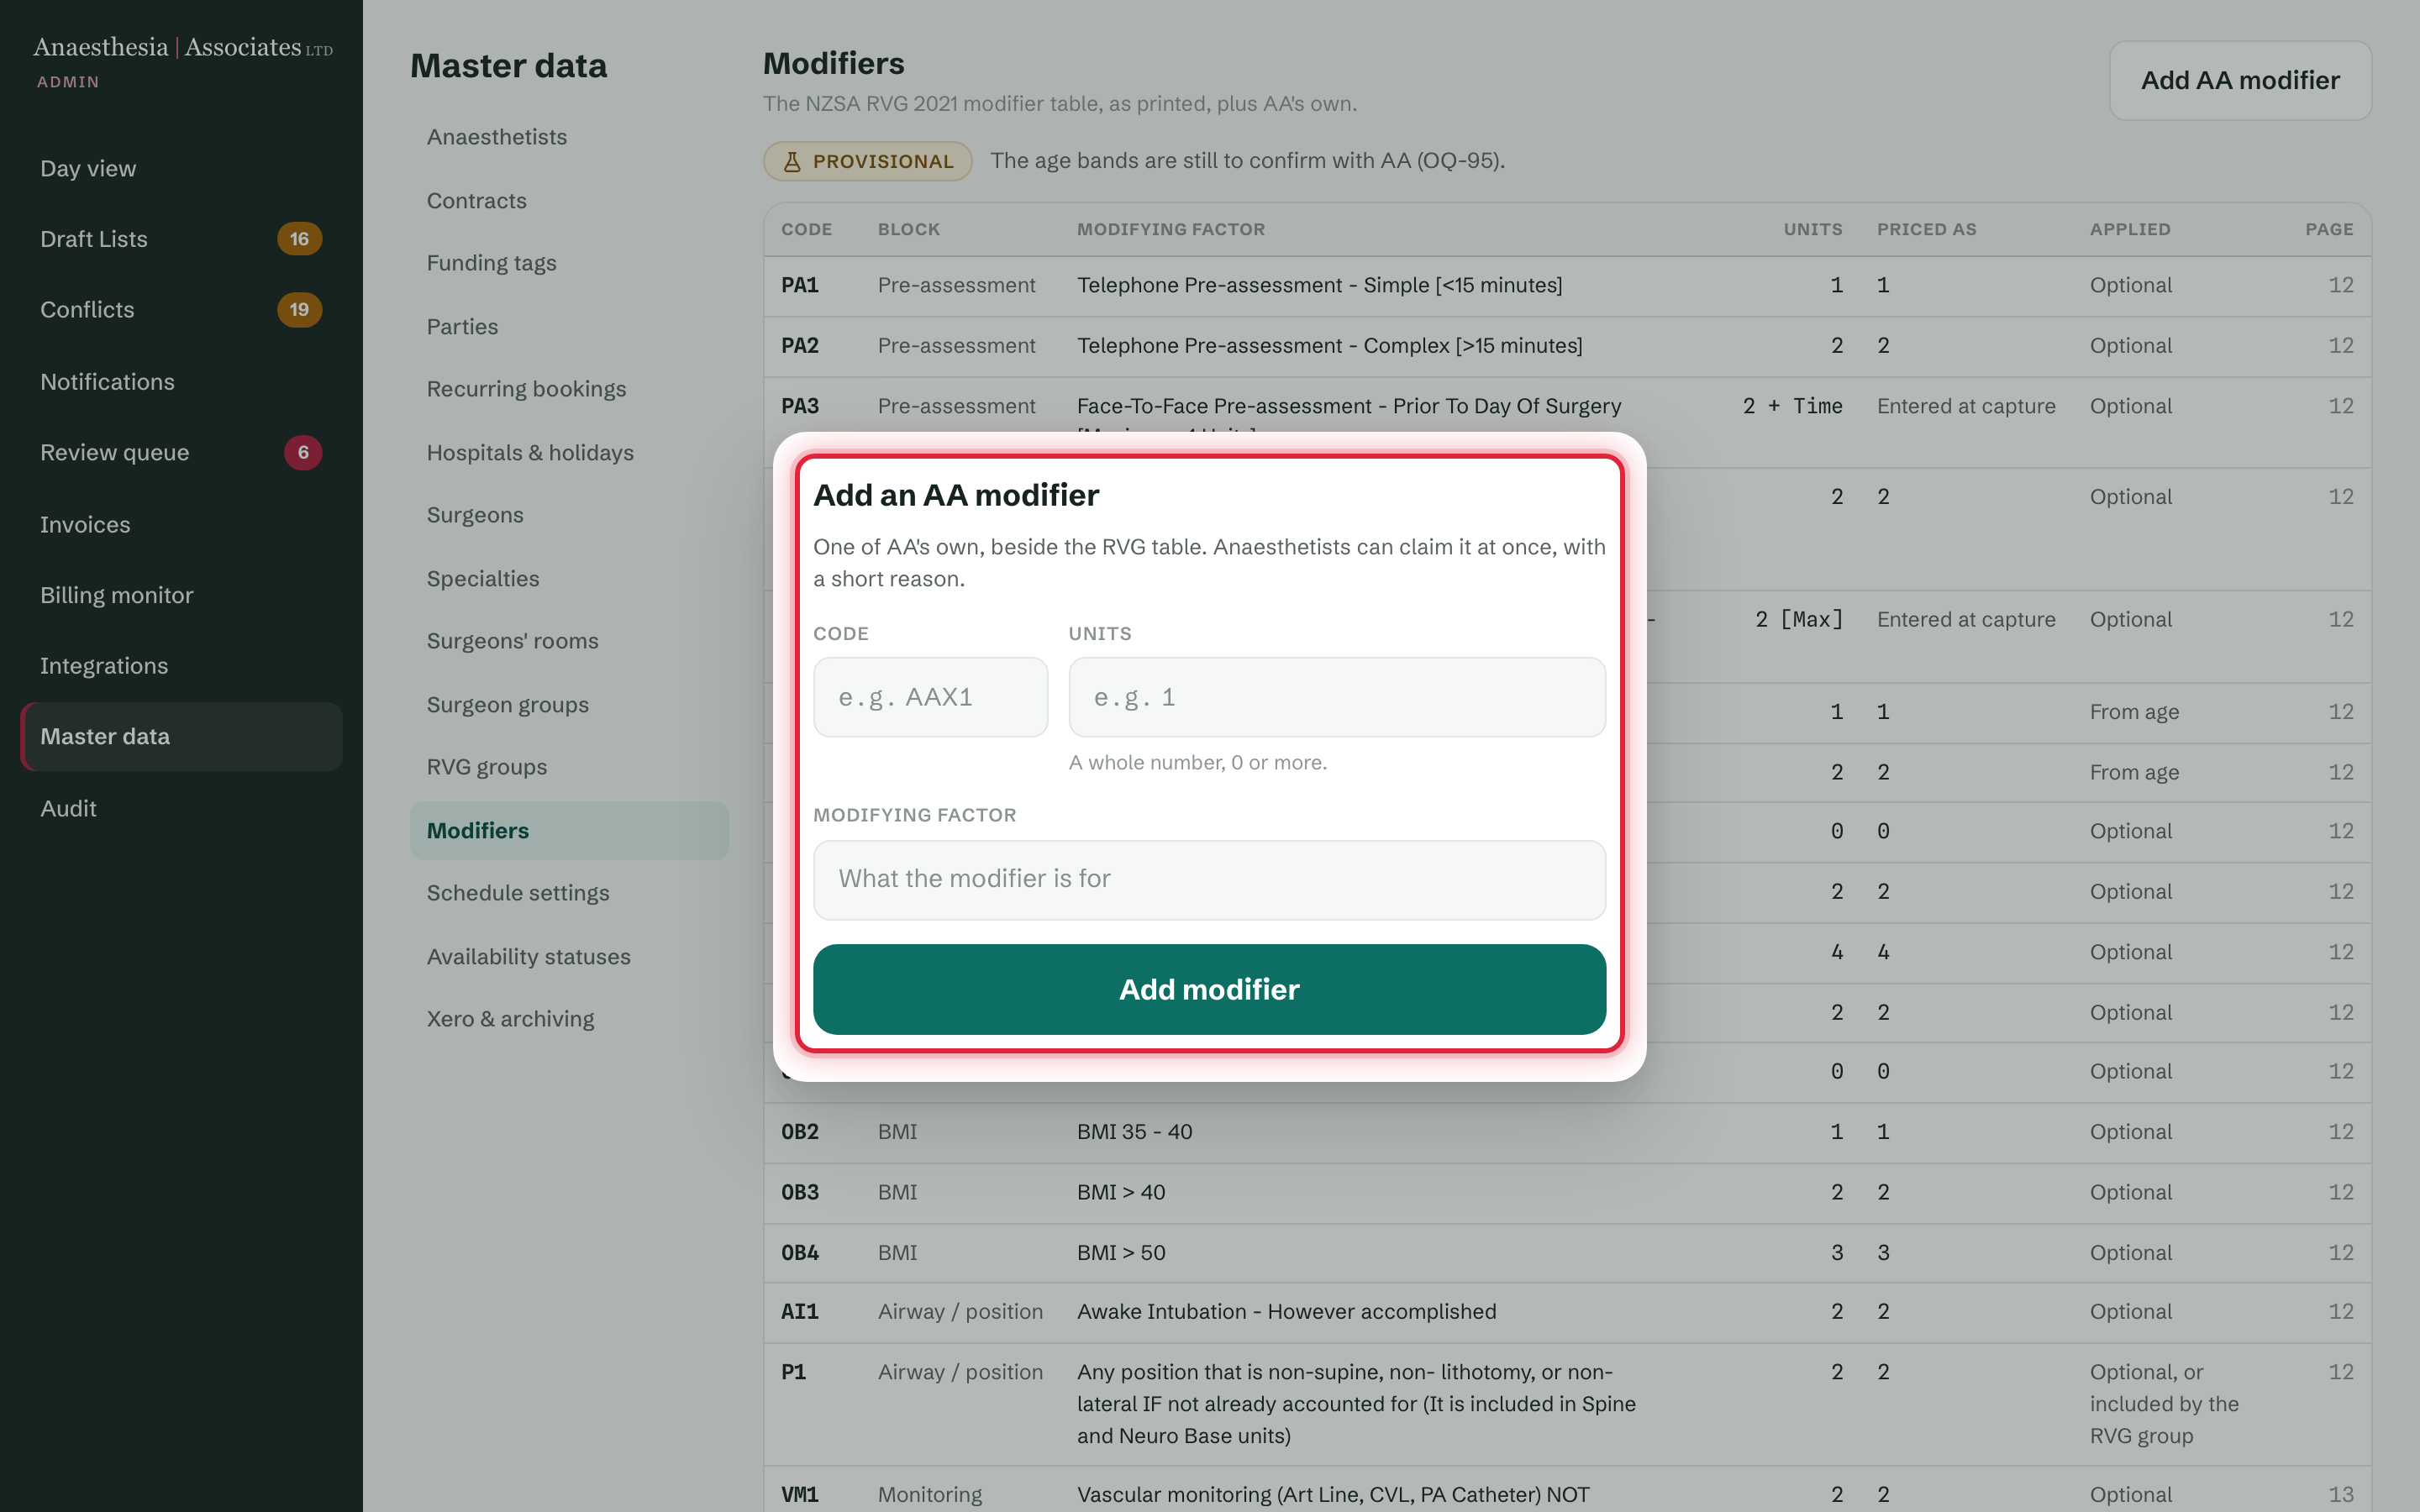 Anaesthesia | Associates LTD
ADMIN
Day view
Draft Lists 16
Conflicts 19
Notifications
Review queue 6
Invoices
Billing monitor
Integrations
Master data
Audit
Master data
Anaesthetists
Contracts
Funding tags
Parties
Recurring bookings
Hospitals & holidays
Surgeons
Specialties
Surgeons' rooms
Surgeon groups
RVG groups
Modifiers
Schedule settings
Availability statuses
Xero & archiving
Modifiers
The NZSA RVG 2021 modifier table, as printed, plus AA's own.
Add AA modifier
PROVISIONAL The age bands are still to confirm with AA (OQ-95).
CODE BLOCK MODIFYING FACTOR UNITS PRICED AS APPLIED PAGE
PA1 Pre-assessment Telephone Pre-assessment - Simple [<15 minutes] 1 1 Optional 12
PA2 Pre-assessment Telephone Pre-assessment - Complex [>15 minutes] 2 2 Optional 12
PA3 Pre-assessment Face-To-Face Pre-assessment - Prior To Day Of Surgery 2 + Time Entered at capture Optional 12
2 2 Optional 12
- 2 [Max] Entered at capture Optional 12
1 1 From age 12
2 2 From age 12
0 0 Optional 12
2 2 Optional 12
4 4 Optional 12
2 2 Optional 12
0 0 Optional 12
Add an AA modifier
One of AA's own, beside the RVG table. Anaesthetists can claim it at once, with
a short reason.
CODE UNITS
e.g. AAX1 e.g. 1
A whole number, 0 or more.
MODIFYING FACTOR
What the modifier is for
Add modifier
OB2 BMI BMI 35 - 40 1 1 Optional 12
OB3 BMI BMI > 40 2 2 Optional 12
OB4 BMI BMI > 50 3 3 Optional 12
AI1 Airway / position Awake Intubation - However accomplished 2 2 Optional 12
P1 Airway / position Any position that is non-supine, non- lithotomy, or non- 2 2 Optional, or 12
lateral IF not already accounted for (It is included in Spine included by the
and Neuro Base units) RVG group
VM1 Monitoring Vascular monitoring (Art Line, CVL, PA Catheter) NOT 2 2 Optional 13